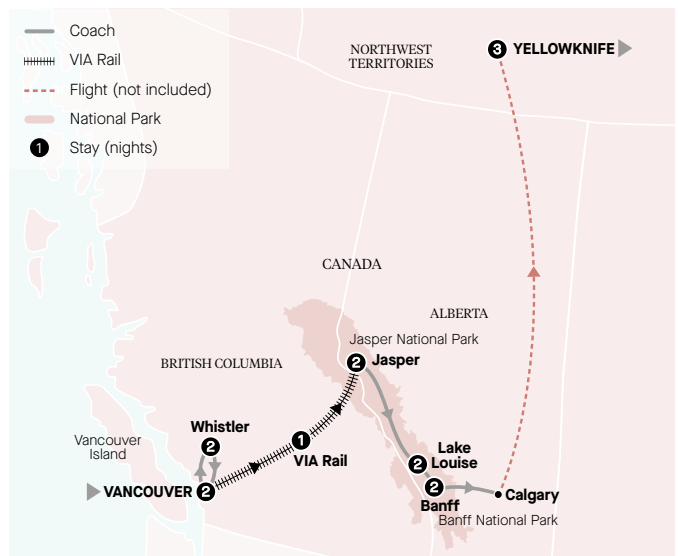 Coach
VIA Rail
Flight (not included)
National Park
1 Stay (nights)
NORTHWEST
TERRITORIES
3 YELLOWKNIFE
CANADA
ALBERTA
Jasper National Park
2 Jasper
BRITISH COLUMBIA
Whistler
2
Vancouver
Island
1
VIA Rail
Lake
Louise
2
VANCOUVER 2
2
Banff
Calgary
Banff National Park